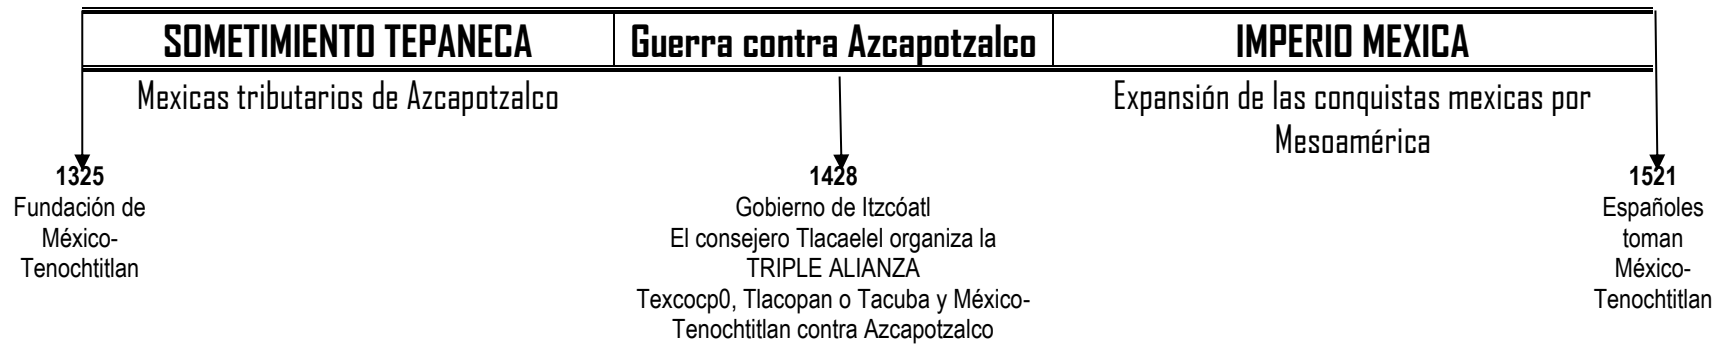 SOMETIMIENTO TEPANECA
Guerra contra Azcapotzalco
IMPERIO MEXICA
Mexicas tributarios de Azcapotzalco
Expansión de las conquistas mexicas por
Mesoamérica
1325
Fundación de
México-
Tenochtitlan
1428
Gobierno de Itzcóatl
El consejero Tlacaelel organiza la
TRIPLE ALIANZA
Texcocp0, Tlacopan o Tacuba y México-
Tenochtitlan contra Azcapotzalco
1521
Españoles
toman
México-
Tenochtitlan